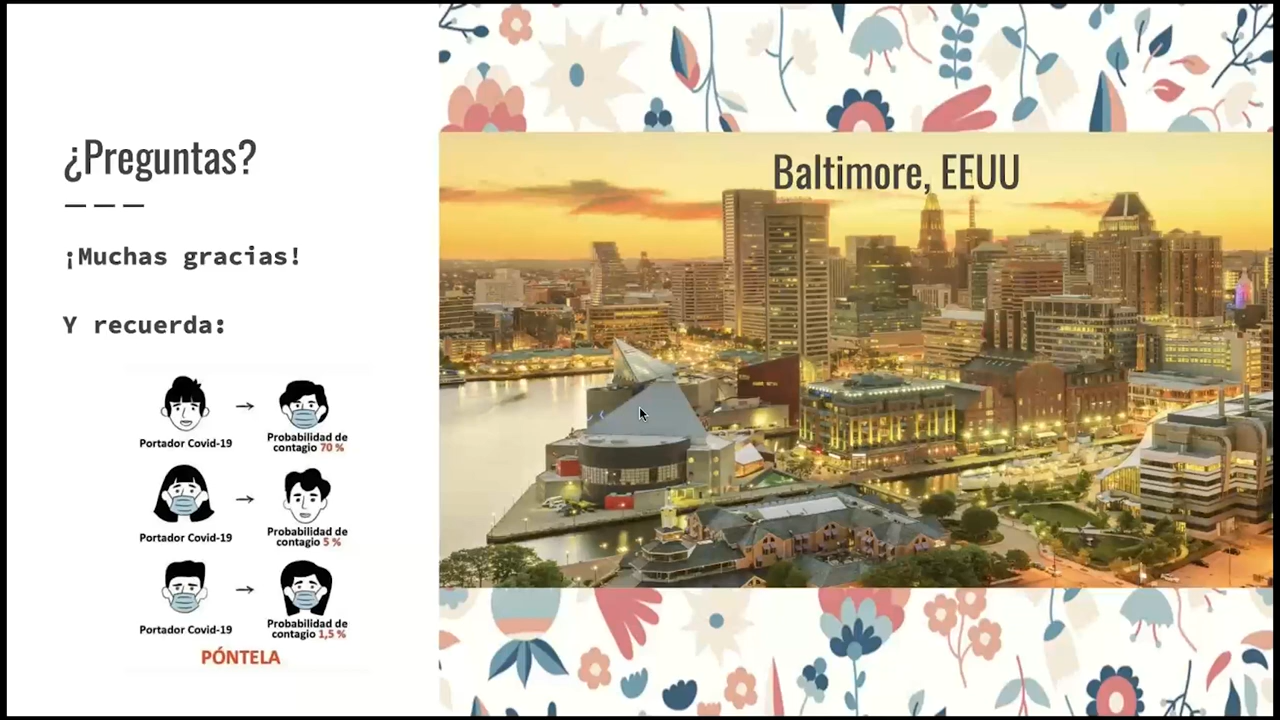 ¿Preguntas?
¡Muchas gracias!
Y recuerda:
Portador Covid-19
Probabilidad de
contagio 70 %
Portador Covid-19
Probabilidad de
contagio 5 %
Portador Covid-19
Probabilidad de
contagio 1,5 %
PÓNTELA
Baltimore, EEUU